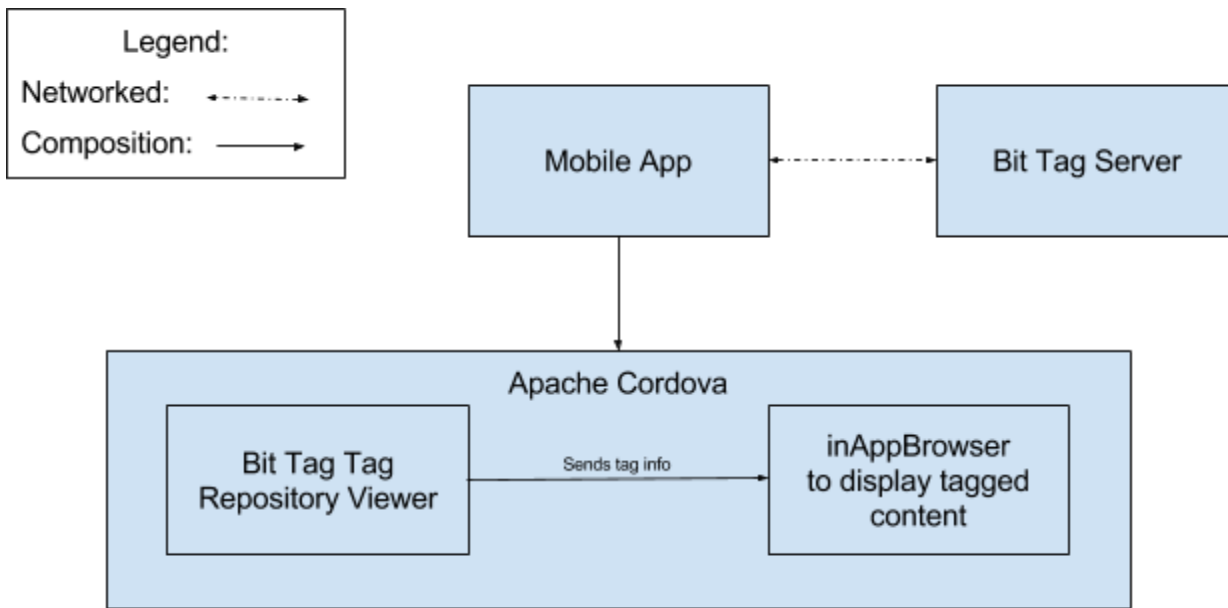 Legend:
Networked:
Composition:
Mobile App
Bit Tag Server
Apache Cordova
Bit Tag Tag
Repository Viewer
Sends tag info
inAppBrowser
to display tagged
content